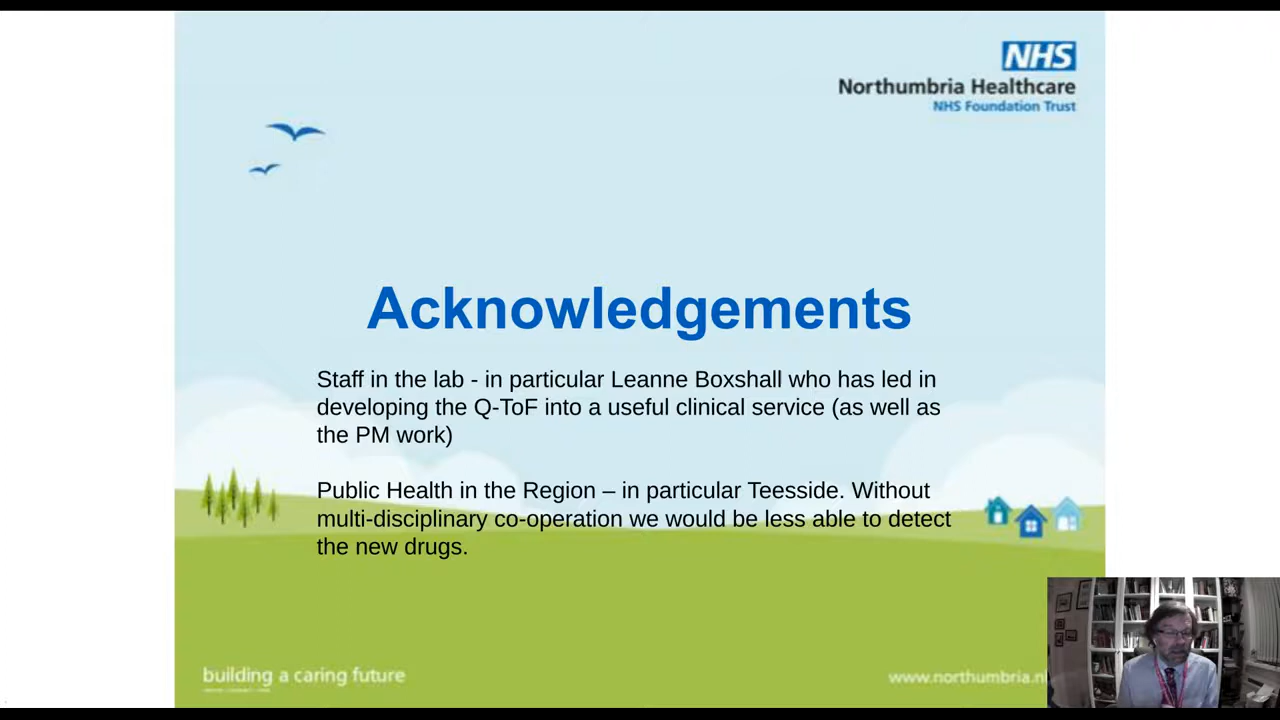 NHS
Northumbria Healthcare
NHS Foundation Trust
Acknowledgements
Staff in the lab - in particular Leanne Boxshall who has led in
developing the Q-ToF into a useful clinical service (as well as
the PM work)
Public Health in the Region – in particular Teesside. Without
multi-disciplinary co-operation we would be less able to detect
the new drugs.
building a caring future
www.northumbria.n